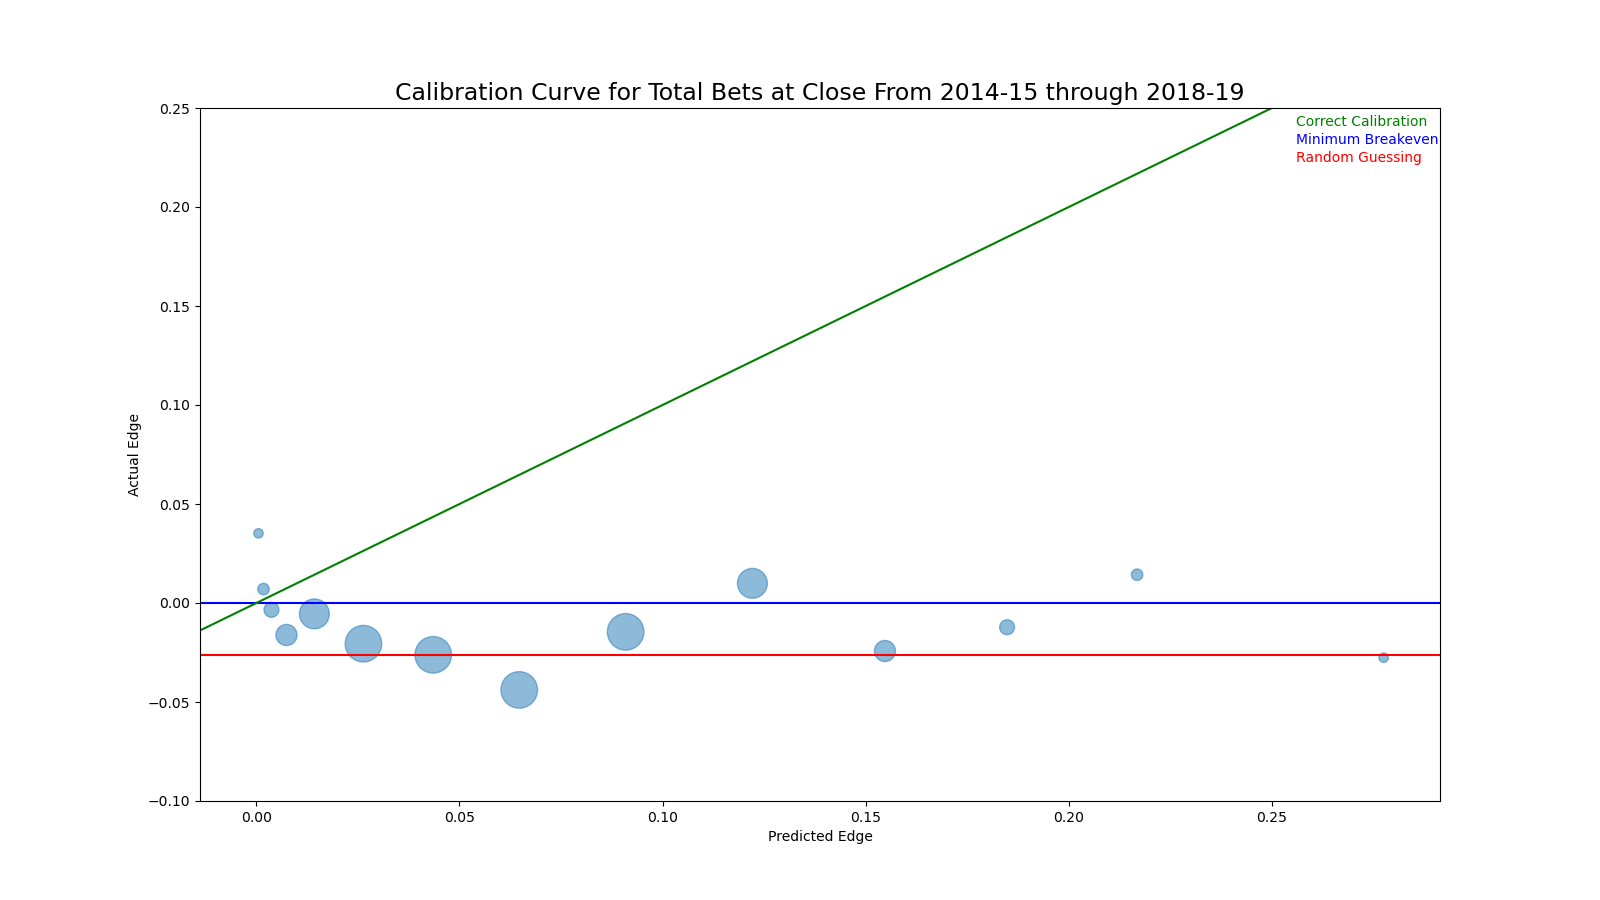 Calibration Curve for Total Bets at Close From 2014-15 through 2018-19
0.25
Correct Calibration
Minimum Breakeven
Random Guessing
0.20
0.15
0.10
Actual Edge
0.05
0.00
−0.05
−0.10
0.00 0.05 0.10 0.15 0.20 0.25
Predicted Edge